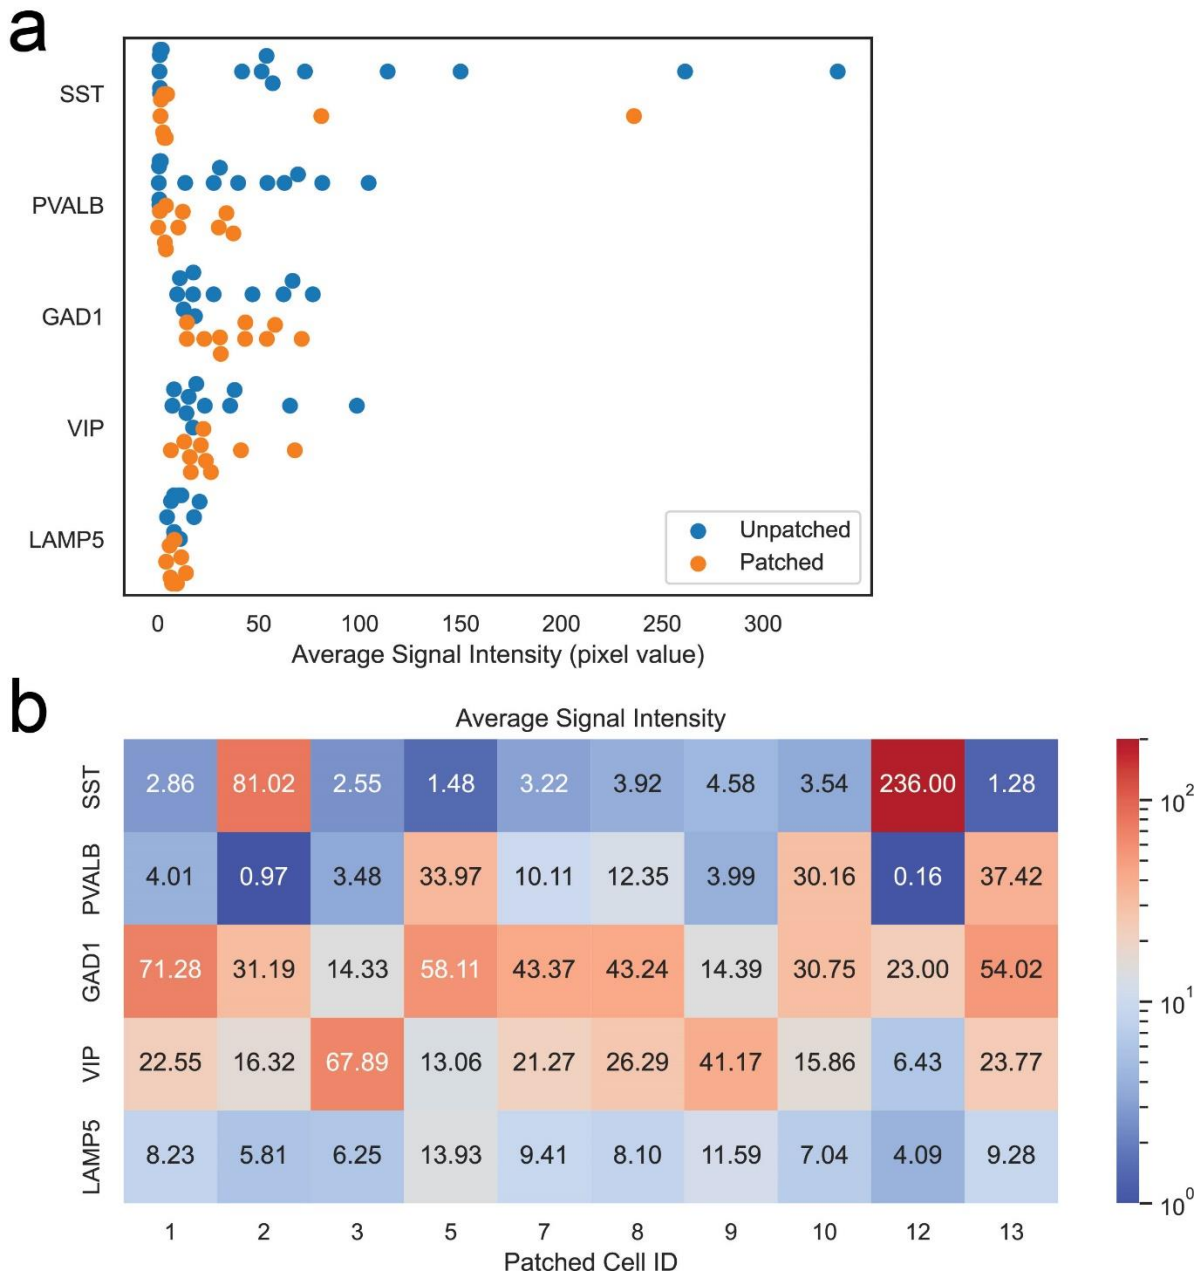 a
SST
PVALB
GAD1
VIP
LAMP5
Unpatched
Patched
0 50 100 150 200 250 300
Average Signal Intensity (pixel value)
b
Average Signal Intensity
SST 2.86 81.02 2.55 1.48 3.22 3.92 4.58 3.54 236.00 1.28
PVALB 4.01 0.97 3.48 33.97 10.11 12.35 3.99 30.16 0.16 37.42
GAD1 71.28 31.19 14.33 58.11 43.37 43.24 14.39 30.75 23.00 54.02
VIP 22.55 16.32 67.89 13.06 21.27 26.29 41.17 15.86 6.43 23.77
LAMP5 8.23 5.81 6.25 13.93 9.41 8.10 11.59 7.04 4.09 9.28
1 2 3 5 7 8 9 10 12 13
Patched Cell ID
10²
10¹
10⁰